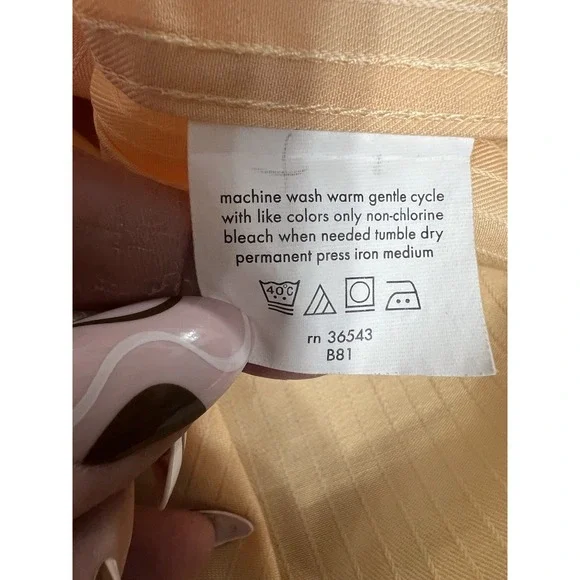 machine wash warm gentle cycle
with like colors only non-chlorine
bleach when needed tumble dry
permanent press iron medium
40°C
rn 36543
B81